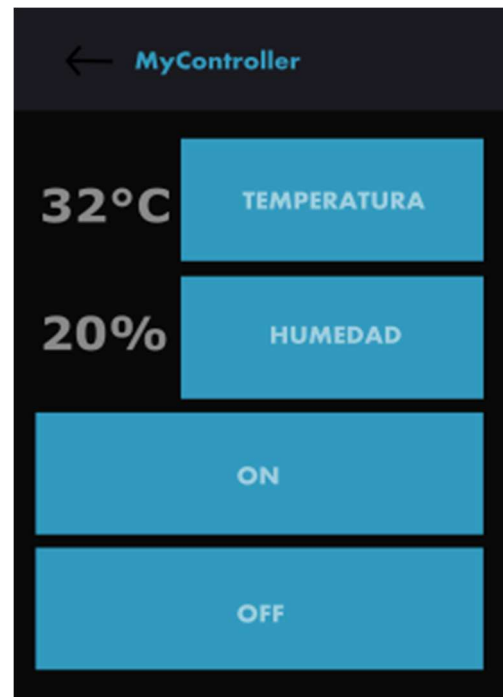 MyController
32°C TEMPERATURA
20% HUMEDAD
ON
OFF